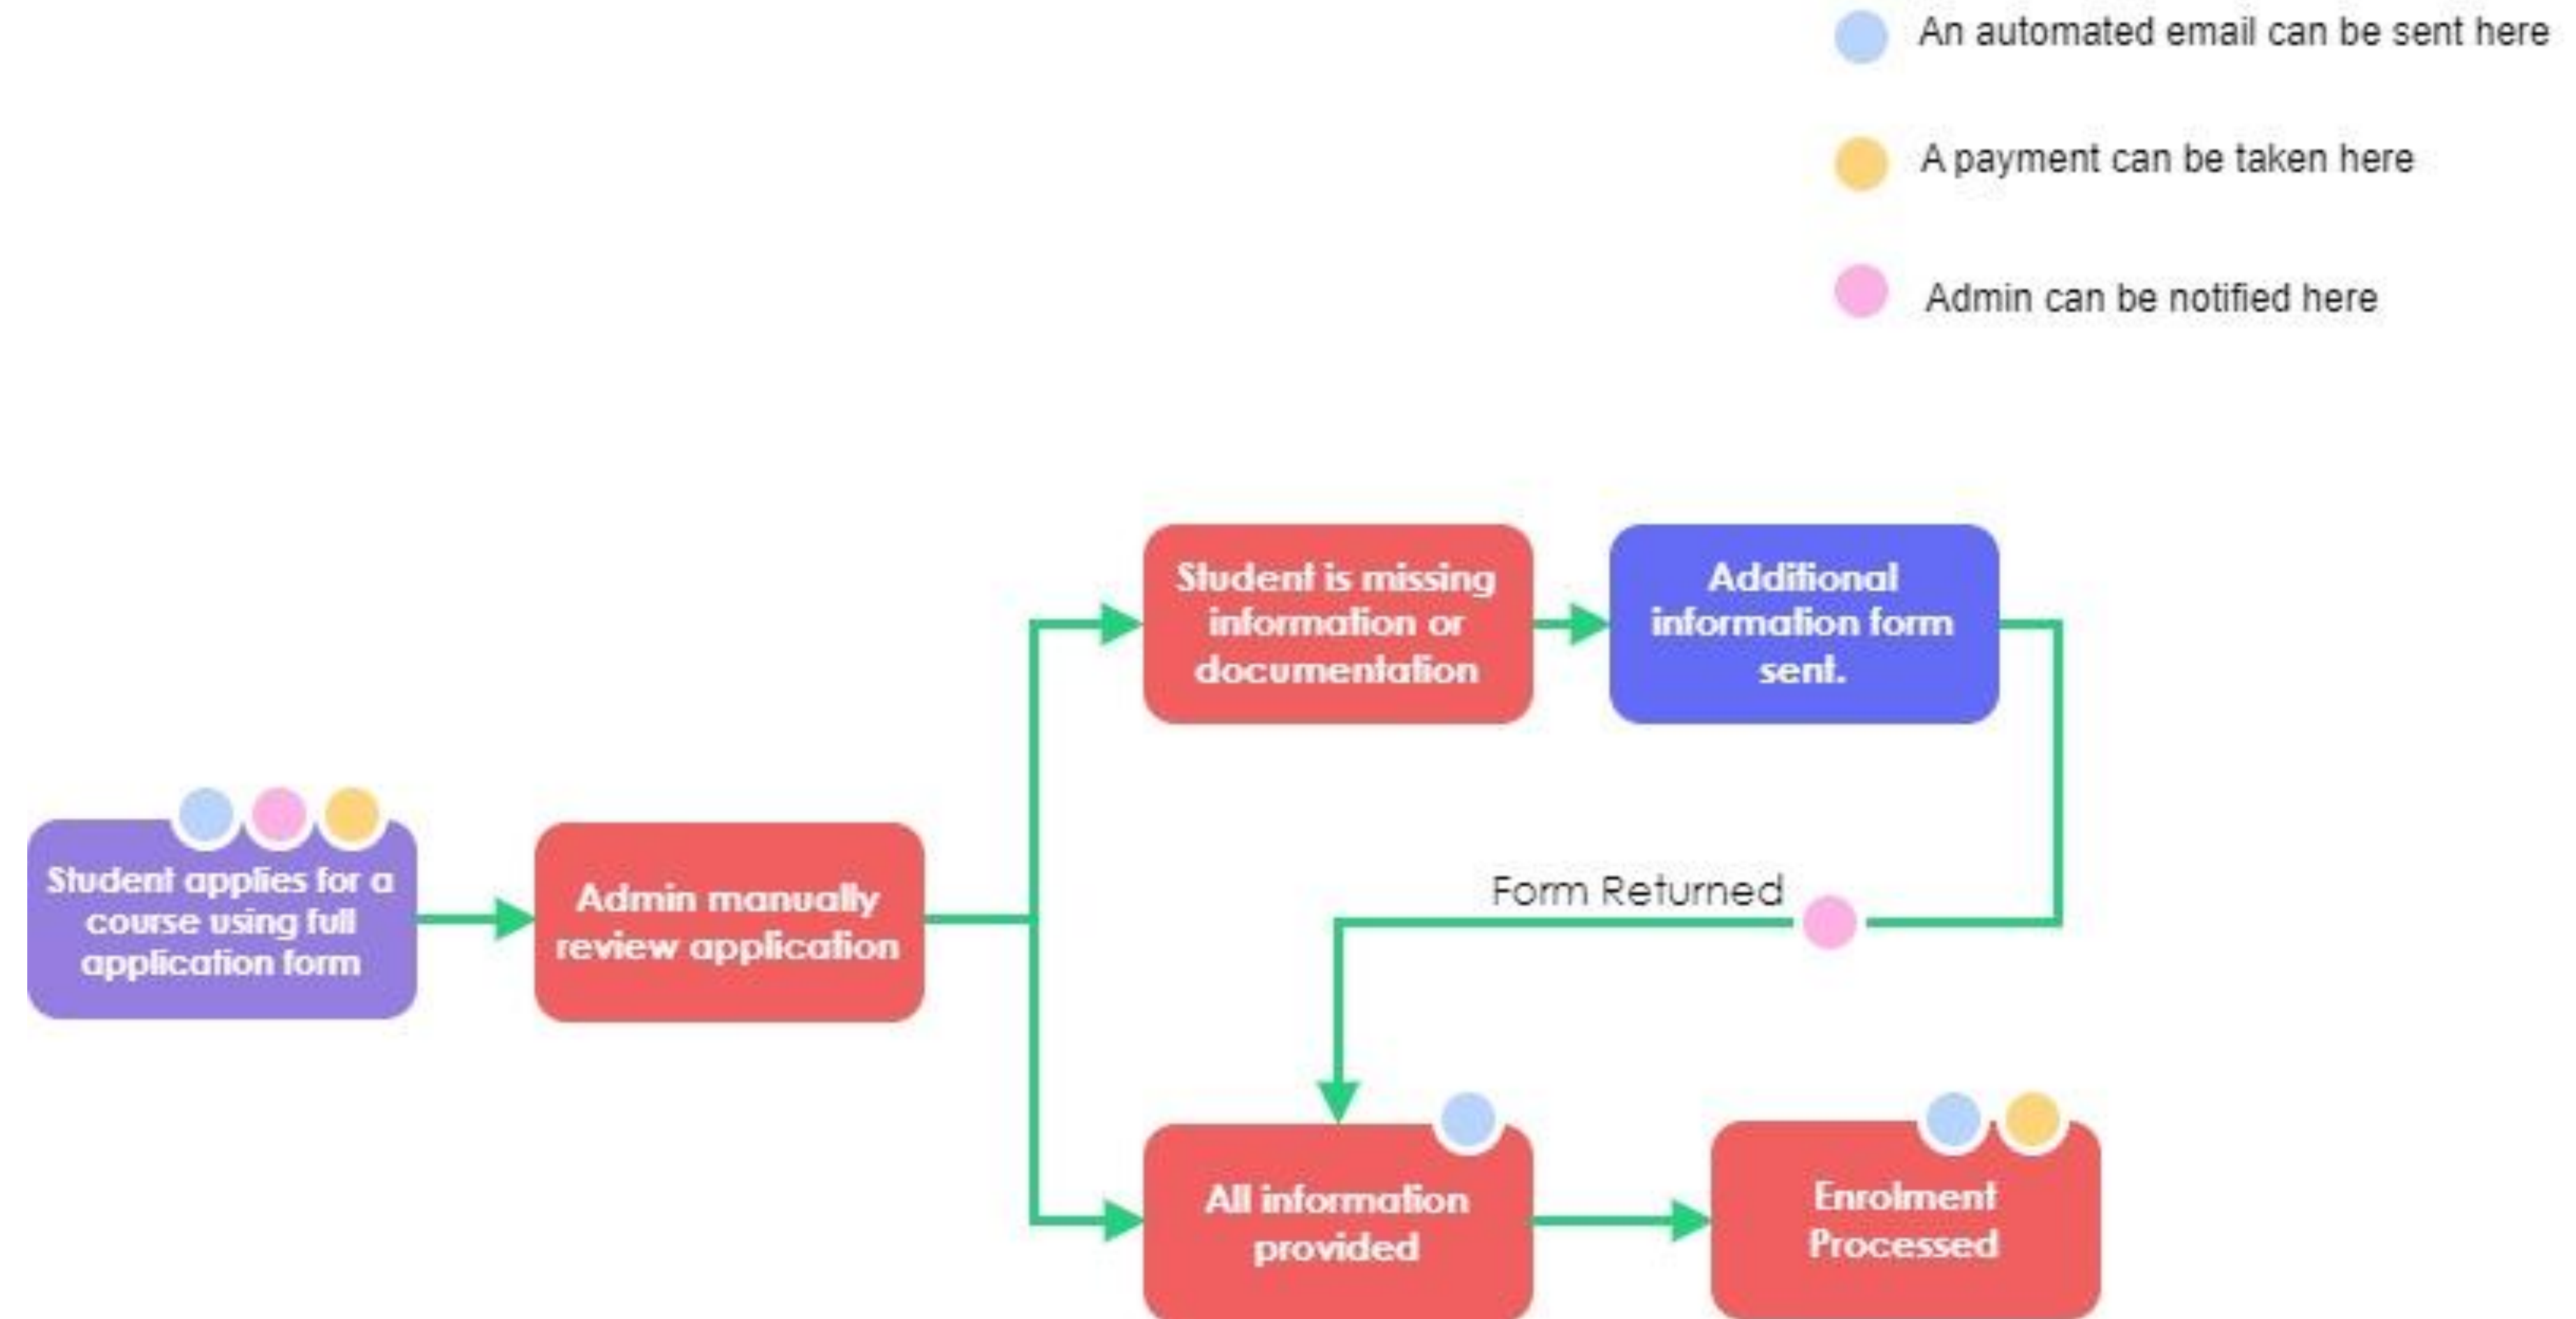 An automated email can be sent here
A payment can be taken here
Admin can be notified here
Student is missing
information or
documentation
Additional
information form
sent.
Student applies for a
course using full
application form
Admin manually
review application
Form Returned
All information
provided
Enrolment
Processed